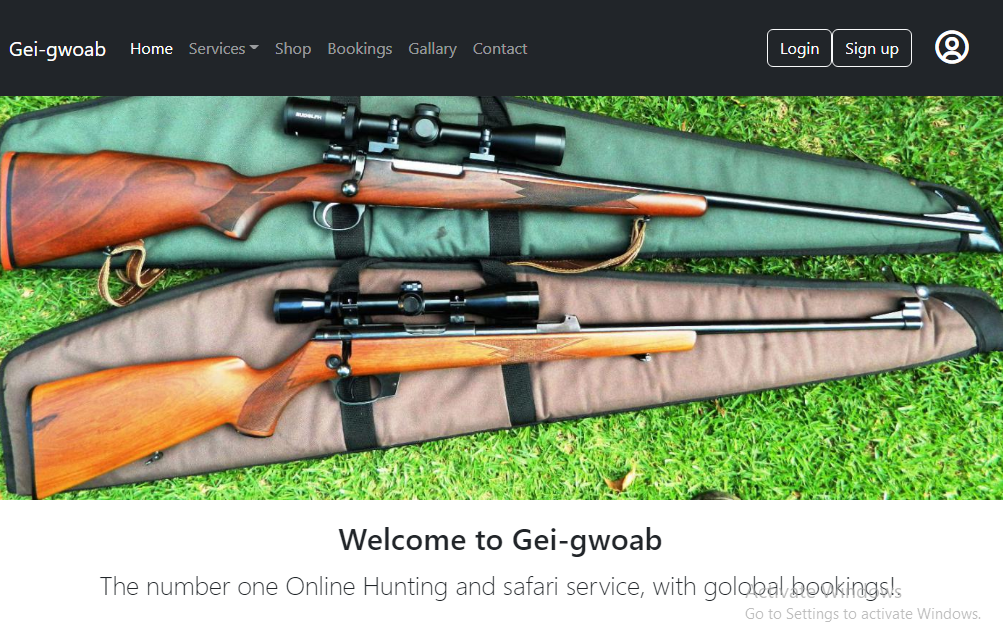 Gei-gwoab Home Services Shop Bookings Gallary Contact Login Sign up
RUDOLPH
Welcome to Gei-gwoab
The number one Online Hunting and safari service, with golobal bookings!.
Activate Windows
Go to Settings to activate Windows.